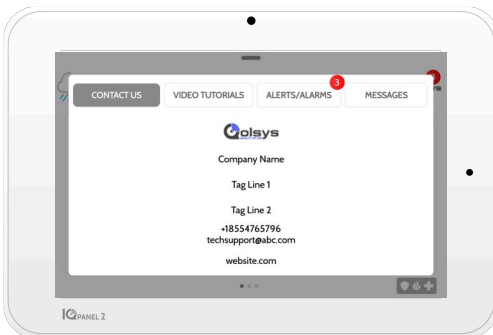 3
CONTACT US
VIDEO TUTORIALS
ALERTS/ALARMS
MESSAGES
Qolsys
Company Name
Tag Line 1
Tag Line 2
+18554765796
techsupport@abc.com
website.com
IQ PANEL 2